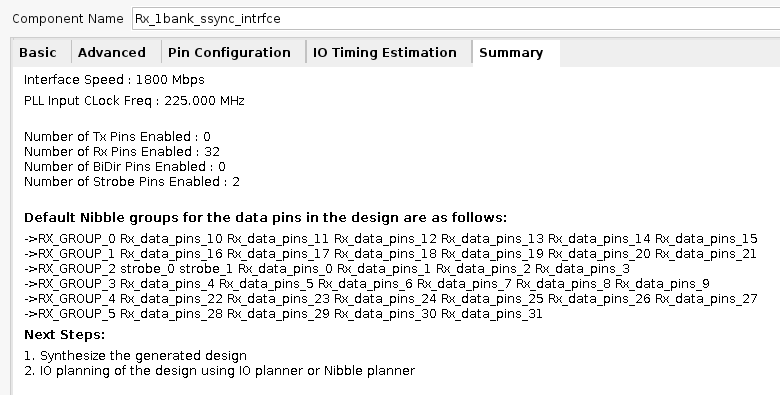 Component Name Rx_1bank_ssync_intrfce
Basic Advanced Pin Configuration IO Timing Estimation Summary
Interface Speed : 1800 Mbps
PLL Input CLock Freq : 225.000 MHz
Number of Tx Pins Enabled : 0
Number of Rx Pins Enabled : 32
Number of BiDir Pins Enabled : 0
Number of Strobe Pins Enabled : 2
Default Nibble groups for the data pins in the design are as follows:
->RX_GROUP_0 Rx_data_pins_10 Rx_data_pins_11 Rx_data_pins_12 Rx_data_pins_13 Rx_data_pins_14 Rx_data_pins_15
->RX_GROUP_1 Rx_data_pins_16 Rx_data_pins_17 Rx_data_pins_18 Rx_data_pins_19 Rx_data_pins_20 Rx_data_pins_21
->RX_GROUP_2 strobe_0 strobe_1 Rx_data_pins_0 Rx_data_pins_1 Rx_data_pins_2 Rx_data_pins_3
->RX_GROUP_3 Rx_data_pins_4 Rx_data_pins_5 Rx_data_pins_6 Rx_data_pins_7 Rx_data_pins_8 Rx_data_pins_9
->RX_GROUP_4 Rx_data_pins_22 Rx_data_pins_23 Rx_data_pins_24 Rx_data_pins_25 Rx_data_pins_26 Rx_data_pins_27
->RX_GROUP_5 Rx_data_pins_28 Rx_data_pins_29 Rx_data_pins_30 Rx_data_pins_31
Next Steps:
1. Synthesize the generated design
2. IO planning of the design using IO planner or Nibble planner